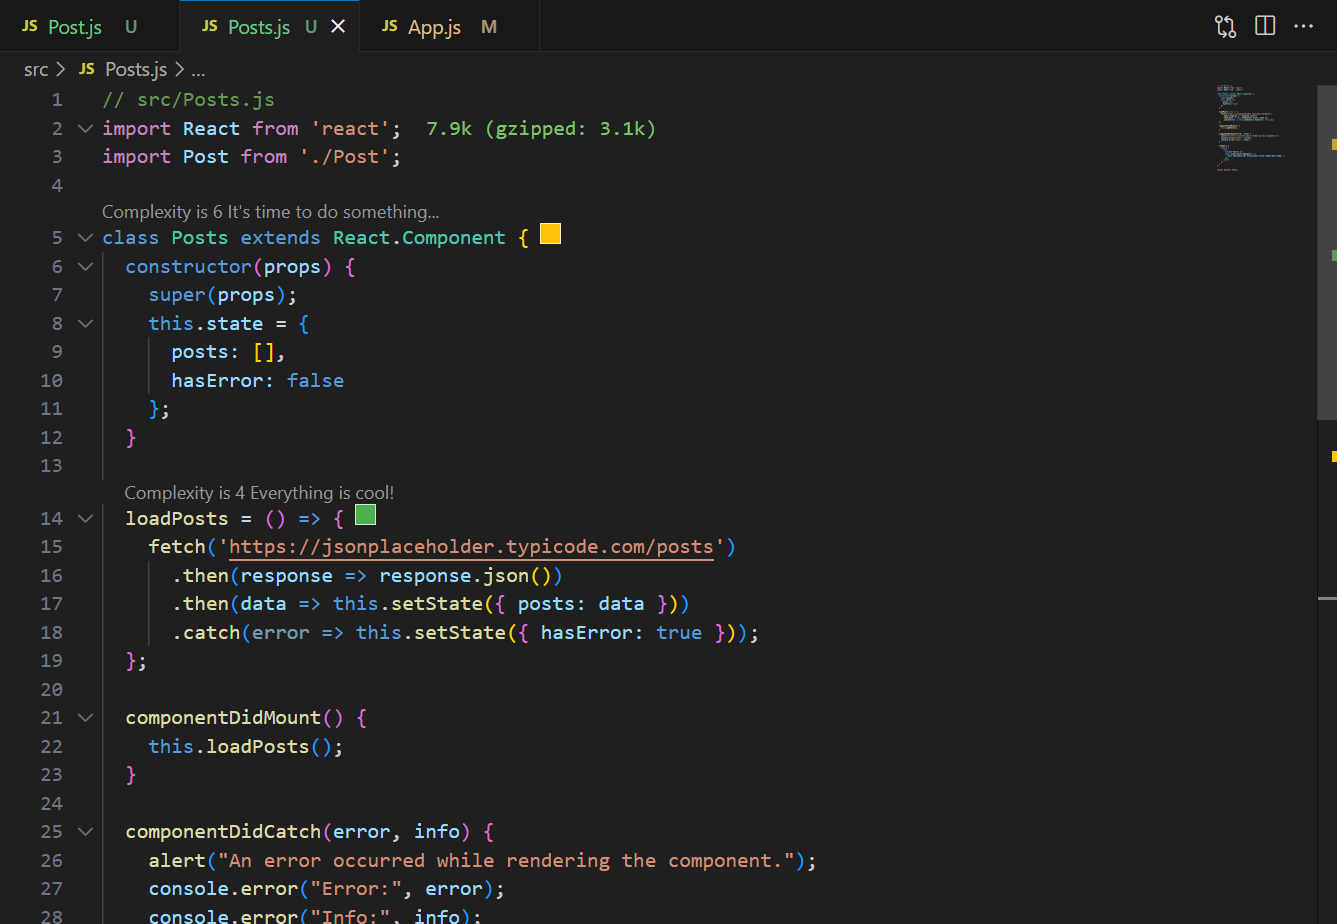 JS Post.js U JS Posts.js U JS App.js M
src > JS Posts.js > ...
1 // src/Posts.js
2 import React from 'react'; 7.9k (gzipped: 3.1k)
3 import Post from './Post';
4
Complexity is 6 It's time to do something...
5 class Posts extends React.Component {
6 constructor(props) {
7 super(props);
8 this.state = {
9 posts: [],
10 hasError: false
11 };
12 }
13
Complexity is 4 Everything is cool!
14 loadPosts = () => {
15 fetch('https://jsonplaceholder.typicode.com/posts')
16 .then(response => response.json())
17 .then(data => this.setState({ posts: data }))
18 .catch(error => this.setState({ hasError: true }));
19 };
20
21 componentDidMount() {
22 this.loadPosts();
23 }
24
25 componentDidCatch(error, info) {
26 alert("An error occurred while rendering the component.");
27 console.error("Error:", error);
28 console.error("Info:", info);